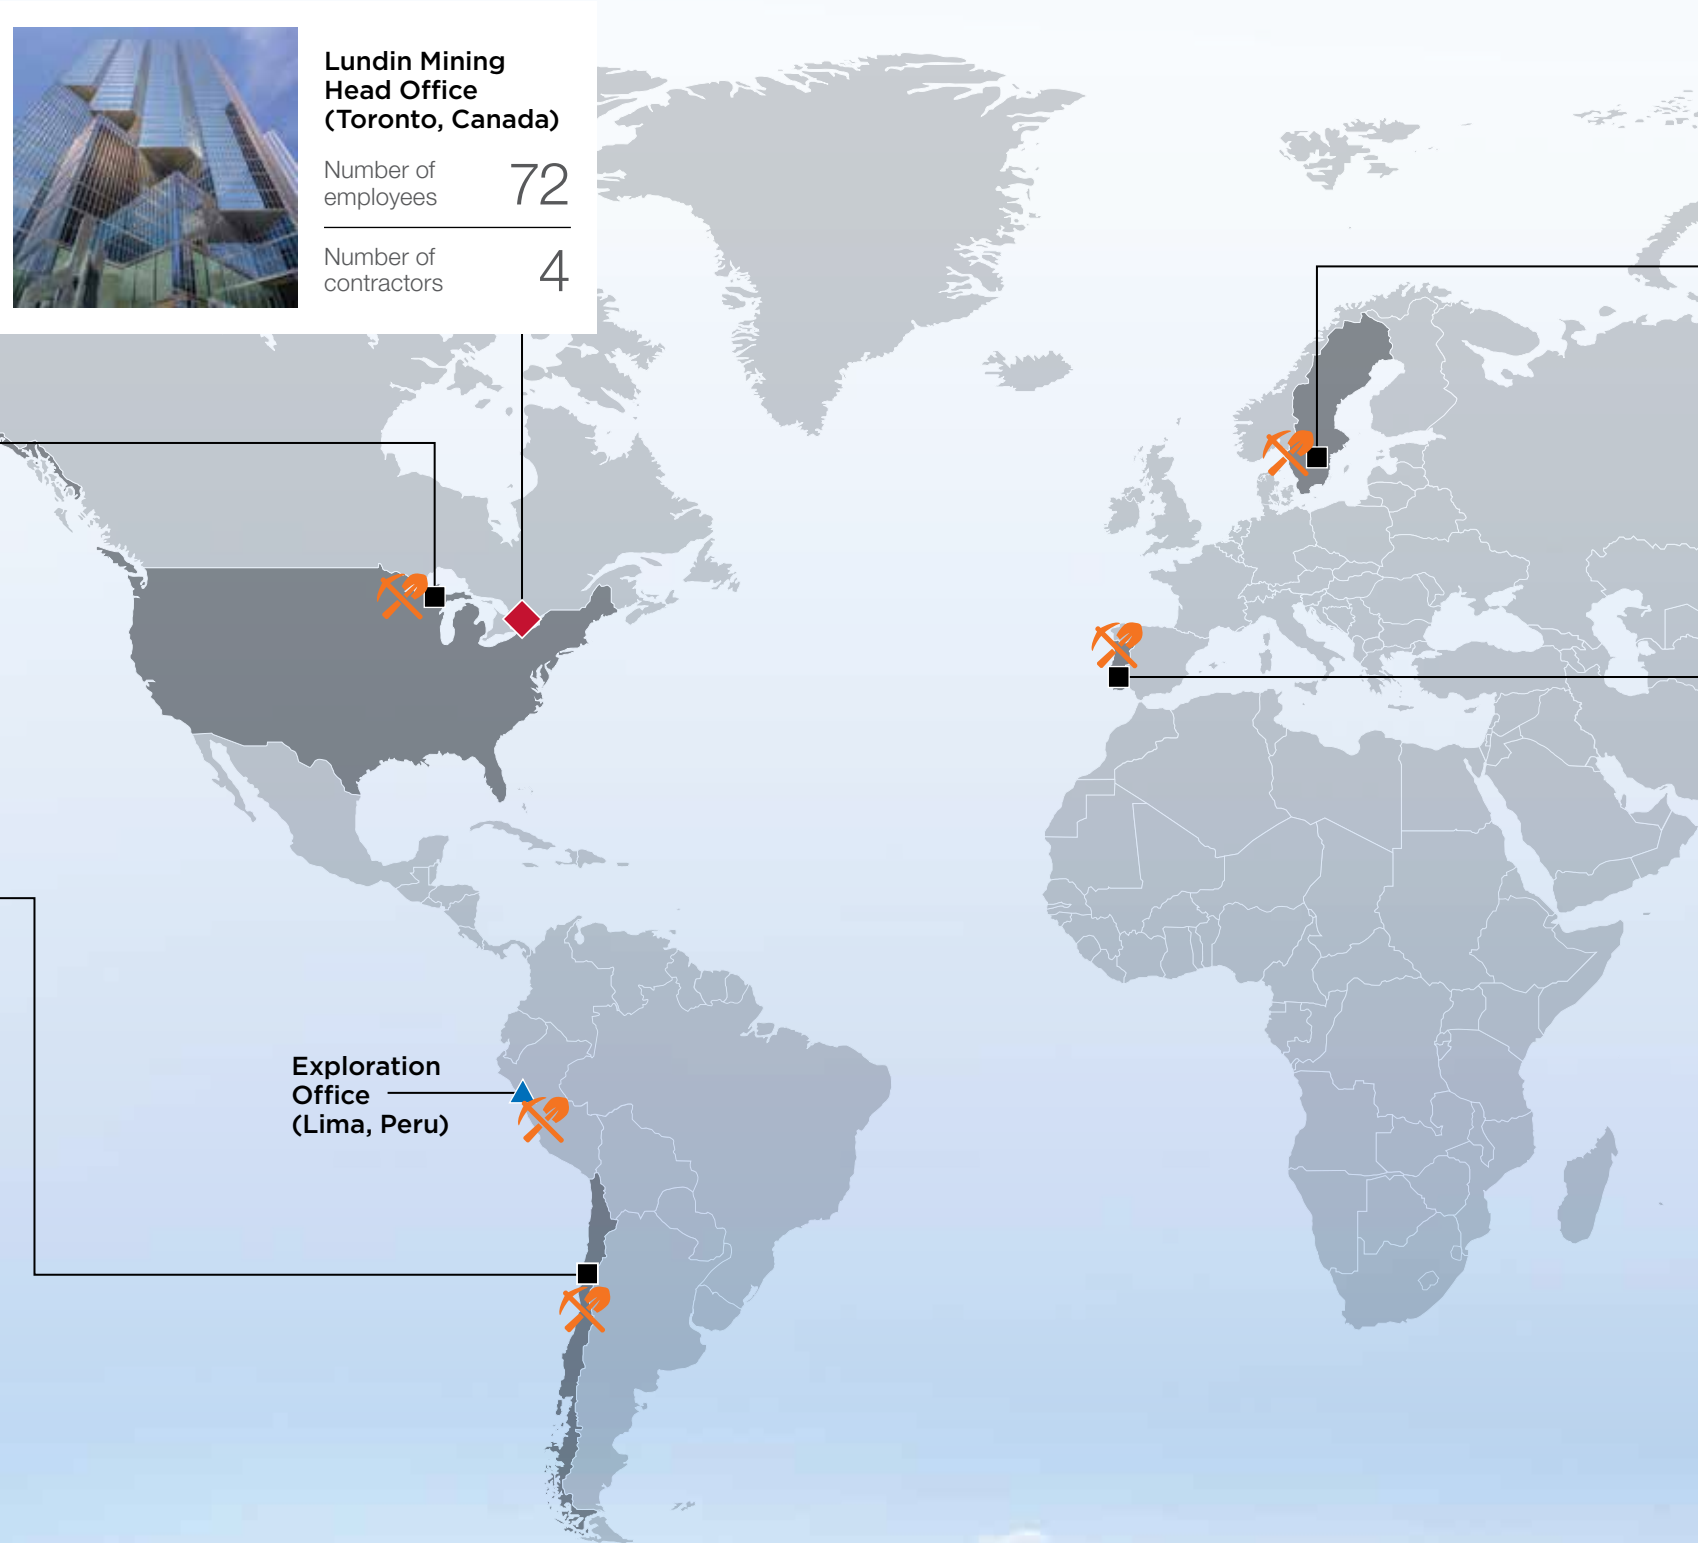 Lundin Mining
Head Office
(Toronto, Canada)
Number of
employees
72
Number of
contractors
4
Exploration
Office
(Lima, Peru)